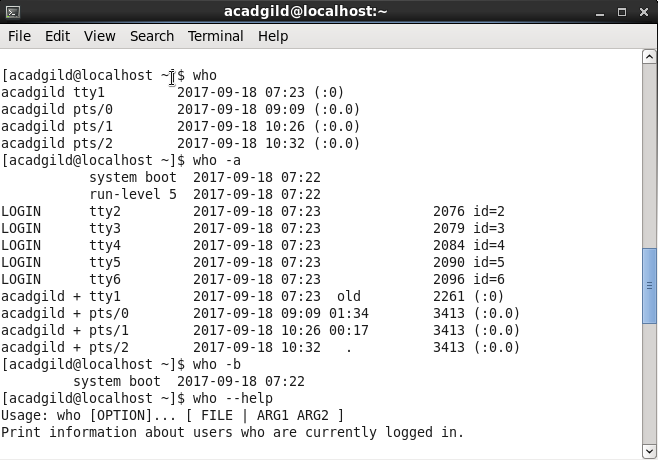 acadgild@localhost:~
File Edit View Search Terminal Help
[acadgild@localhost ~]$ who
acadgild tty1         2017-09-18 07:23 (:0)
acadgild pts/0        2017-09-18 09:09 (:0.0)
acadgild pts/1        2017-09-18 10:26 (:0.0)
acadgild pts/2        2017-09-18 10:32 (:0.0)
[acadgild@localhost ~]$ who -a
           system boot  2017-09-18 07:22
           run-level 5  2017-09-18 07:22
LOGIN      tty2         2017-09-18 07:23              2076 id=2
LOGIN      tty3         2017-09-18 07:23              2079 id=3
LOGIN      tty4         2017-09-18 07:23              2084 id=4
LOGIN      tty5         2017-09-18 07:23              2090 id=5
LOGIN      tty6         2017-09-18 07:23              2096 id=6
acadgild + tty1         2017-09-18 07:23  old         2261 (:0)
acadgild + pts/0        2017-09-18 09:09 01:34        3413 (:0.0)
acadgild + pts/1        2017-09-18 10:26 00:17        3413 (:0.0)
acadgild + pts/2        2017-09-18 10:32   .          3413 (:0.0)
[acadgild@localhost ~]$ who -b
         system boot  2017-09-18 07:22
[acadgild@localhost ~]$ who --help
Usage: who [OPTION]... [ FILE | ARG1 ARG2 ]
Print information about users who are currently logged in.